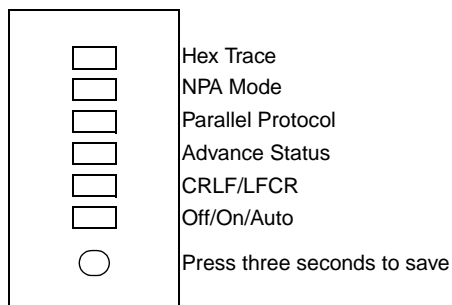 Hex Trace
NPA Mode
Parallel Protocol
Advance Status
CRLF/LFCR
Off/On/Auto
Press three seconds to save